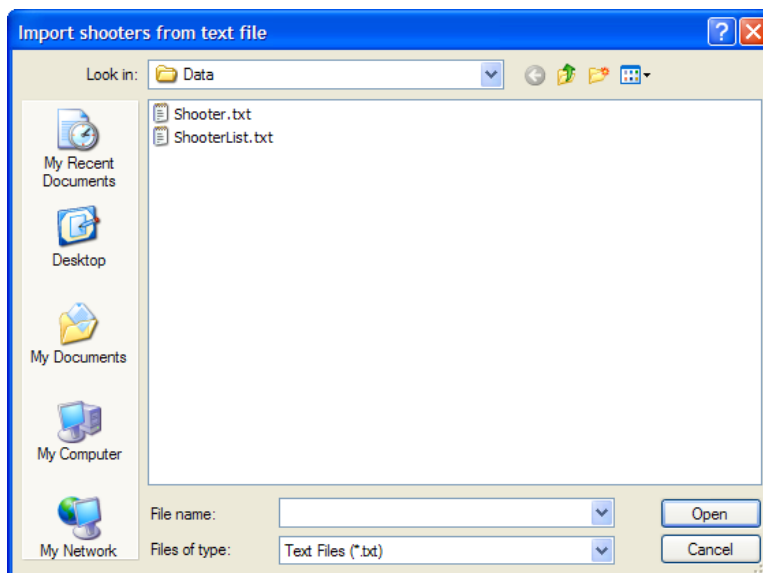 Import shooters from text file
Look in: Data
Shooter.txt
ShooterList.txt
My Recent
Documents
Desktop
My Documents
My Computer
My Network
File name: Open
Files of type: Text Files (*.txt) Cancel